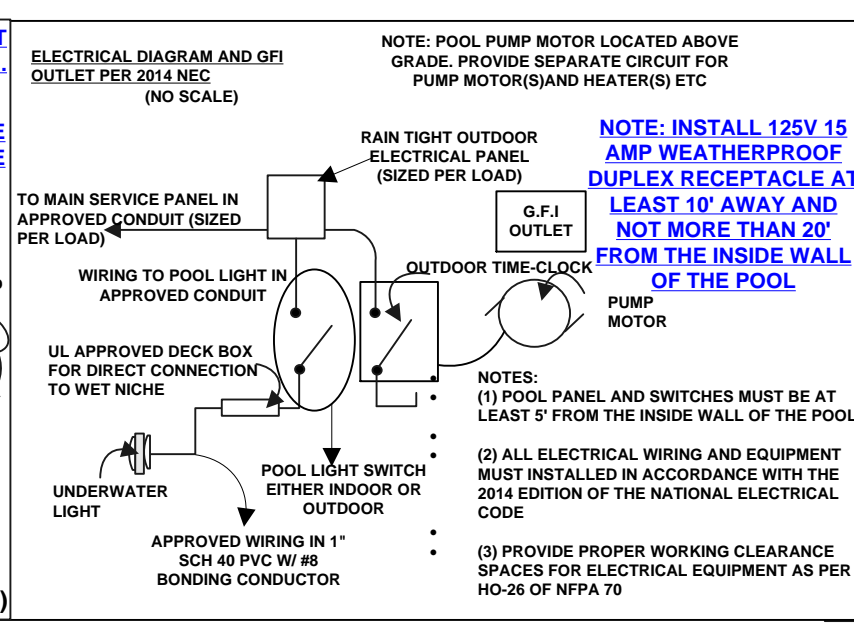 ELECTRICAL DIAGRAM AND GFI
OUTLET PER 2014 NEC
(NO SCALE)
NOTE: POOL PUMP MOTOR LOCATED ABOVE
GRADE. PROVIDE SEPARATE CIRCUIT FOR
PUMP MOTOR(S)AND HEATER(S) ETC
RAIN TIGHT OUTDOOR
ELECTRICAL PANEL
(SIZED PER LOAD)
NOTE: INSTALL 125V 15
AMP WEATHERPROOF
DUPLEX RECEPTACLE AT
LEAST 10' AWAY AND
NOT MORE THAN 20'
FROM THE INSIDE WALL
OF THE POOL
TO MAIN SERVICE PANEL IN
APPROVED CONDUIT (SIZED
PER LOAD)
G.F.I
OUTLET
WIRING TO POOL LIGHT IN
APPROVED CONDUIT
OUTDOOR TIME-CLOCK
PUMP
MOTOR
UL APPROVED DECK BOX
FOR DIRECT CONNECTION
TO WET NICHE
UNDERWATER
LIGHT
POOL LIGHT SWITCH
EITHER INDOOR OR
OUTDOOR
APPROVED WIRING IN 1"
SCH 40 PVC W/ #8
BONDING CONDUCTOR
NOTES:
(1) POOL PANEL AND SWITCHES MUST BE AT
LEAST 5' FROM THE INSIDE WALL OF THE POOL
(2) ALL ELECTRICAL WIRING AND EQUIPMENT
MUST INSTALLED IN ACCORDANCE WITH THE
2014 EDITION OF THE NATIONAL ELECTRICAL
CODE
(3) PROVIDE PROPER WORKING CLEARANCE
SPACES FOR ELECTRICAL EQUIPMENT AS PER
HO-26 OF NFPA 70